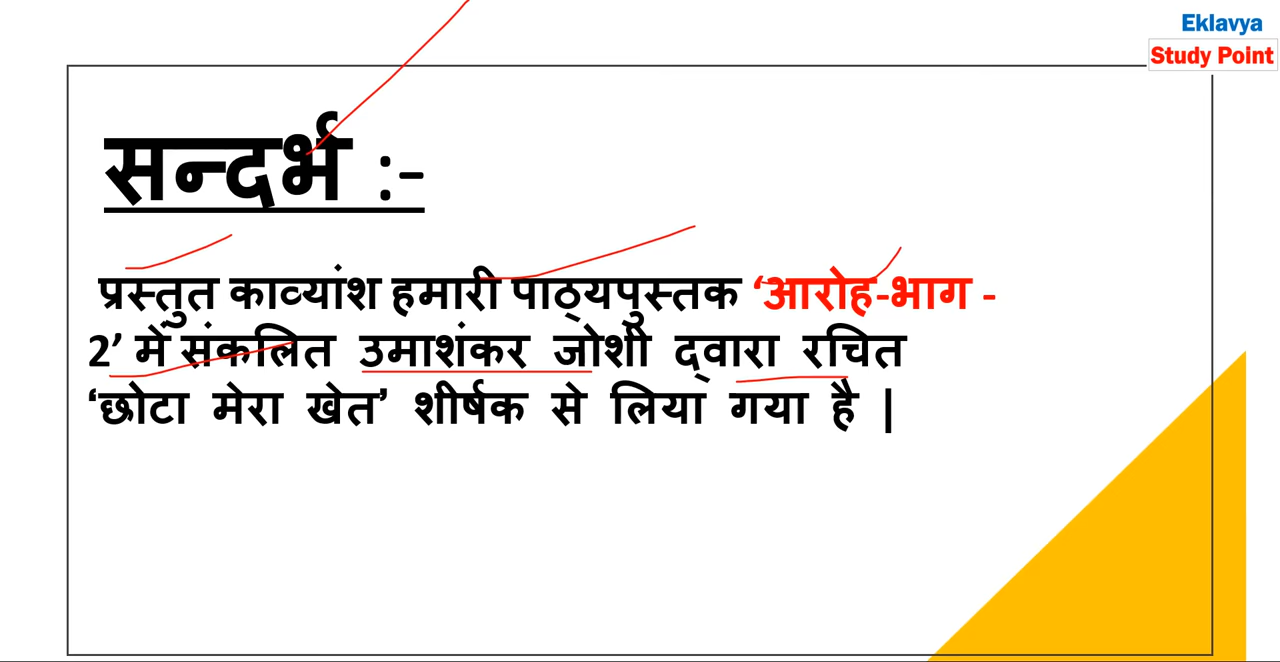 Eklavya
Study Point
सन्दर्भ :-
प्रस्तुत काव्यांश हमारी पाठ्यपुस्तक ‘आरोह-भाग -
2’ में संकलित उमाशंकर जोशी द्वारा रचित
‘छोटा मेरा खेत’ शीर्षक से लिया गया है |